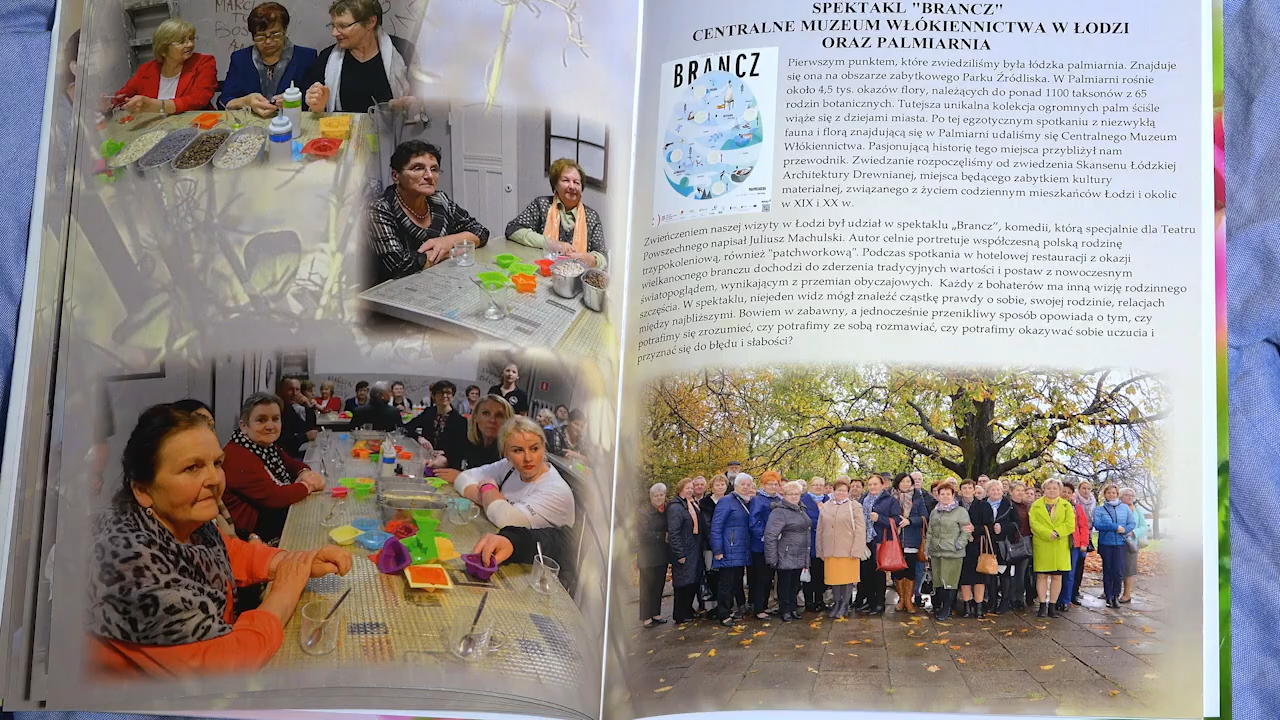 MARCIN
TU
SPEKTAKL "BRANCZ"
CENTRALNE MUZEUM WŁÓKIENNICTWA W ŁODZI
ORAZ PALMIARNIA
BRANCZ
Pierwszym punktem, które zwiedziliśmy była łódzka palmiarnia. Znajduje
się ona na obszarze zabytkowego Parku Źródliska. W Palmiarni rośnie
około 4,5 tys. okazów flory, należących do ponad 1100 taksonów z 65
rodzin botanicznych. Tutejsza unikalna kolekcja ogromnych palm ściśle
wiąże się z dziejami miasta. Po tej egzotycznym spotkaniu z niezwykłą
fauna i florą znajdującą się w Palmiarni udaliśmy się Centralnego Muzeum
Włókiennictwa. Pasjonującą historię tego miejsca przybliżył nam
przewodnik. Zwiedzanie rozpoczęliśmy od zwiedzenia Skansenu Łódzkiej
Architektury Drewnianej, miejsca będącego zabytkiem kultury
materialnej, związanego z życiem codziennym mieszkańców Łodzi i okolic
w XIX i XX w.
Zwieńczeniem naszej wizyty w Łodzi był udział w spektaklu „Brancz”, komedii, którą specjalnie dla Teatru
Powszechnego napisał Juliusz Machulski. Autor celnie portretuje współczesną polską rodzinę
trzypokoleniową, również "patchworkową". Podczas spotkania w hotelowej restauracji z okazji
wielkanocnego branczu dochodzi do zderzenia tradycyjnych wartości i postaw z nowoczesnym
światopoglądem, wynikającym z przemian obyczajowych. Każdy z bohaterów ma inną wizję rodzinnego
szczęścia. W spektaklu, niejeden widz mógł znaleźć cząstkę prawdy o sobie, swojej rodzinie, relacjach
między najbliższymi. Bowiem w zabawny, a jednocześnie przenikliwy sposób opowiada o tym, czy
potrafimy się zrozumieć, czy potrafimy ze sobą rozmawiać, czy potrafimy okazywać sobie uczucia i
przyznać się do błędu i słabości?